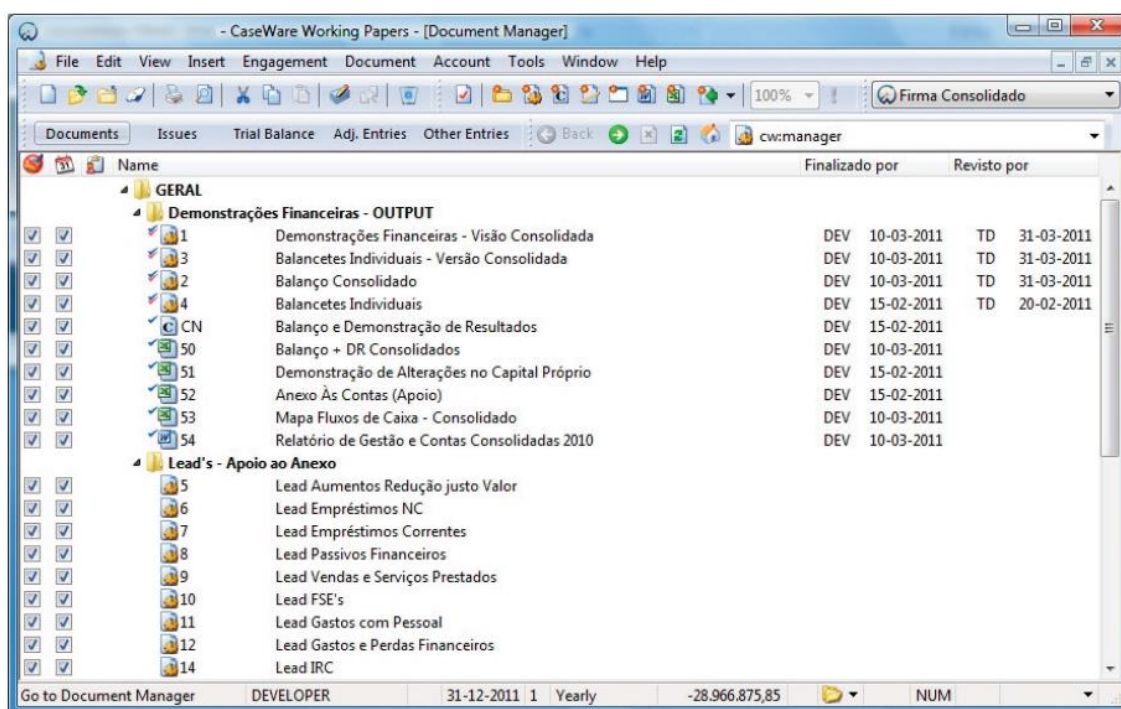 - CaseWare Working Papers - [Document Manager]
File Edit View Insert Engagement Document Account Tools Window Help
100% Firma Consolidado
Documents Issues Trial Balance Adj. Entries Other Entries Back cw:manager
31 Name Finalizado por Revisto por
GERAL
Demonstrações Financeiras - OUTPUT
1 Demonstrações Financeiras - Visão Consolidada DEV 10-03-2011 TD 31-03-2011
3 Balancetes Individuais - Versão Consolidada DEV 10-03-2011 TD 31-03-2011
2 Balanço Consolidado DEV 10-03-2011 TD 31-03-2011
4 Balancetes Individuais DEV 15-02-2011 TD 20-02-2011
CN Balanço e Demonstração de Resultados DEV 15-02-2011
50 Balanço + DR Consolidados DEV 10-03-2011
51 Demonstração de Alterações no Capital Próprio DEV 15-02-2011
52 Anexo Às Contas (Apoio) DEV 15-02-2011
53 Mapa Fluxos de Caixa - Consolidado DEV 10-03-2011
54 Relatório de Gestão e Contas Consolidadas 2010 DEV 10-03-2011
Lead's - Apoio ao Anexo
5 Lead Aumentos Redução justo Valor
6 Lead Empréstimos NC
7 Lead Empréstimos Correntes
8 Lead Passivos Financeiros
9 Lead Vendas e Serviços Prestados
10 Lead FSE's
11 Lead Gastos com Pessoal
12 Lead Gastos e Perdas Financeiros
14 Lead IRC
Go to Document Manager DEVELOPER 31-12-2011 1 Yearly -28.966.875,85 NUM